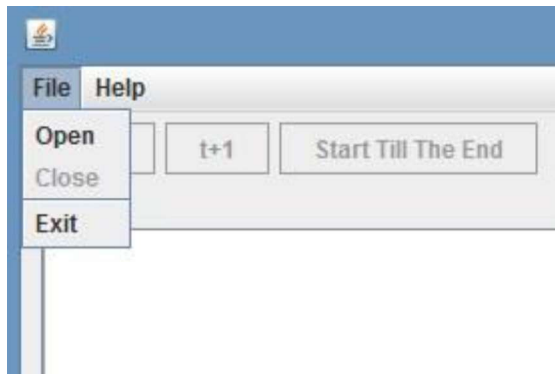 File Help
Open
t+1 Start Till The End
Close
Exit